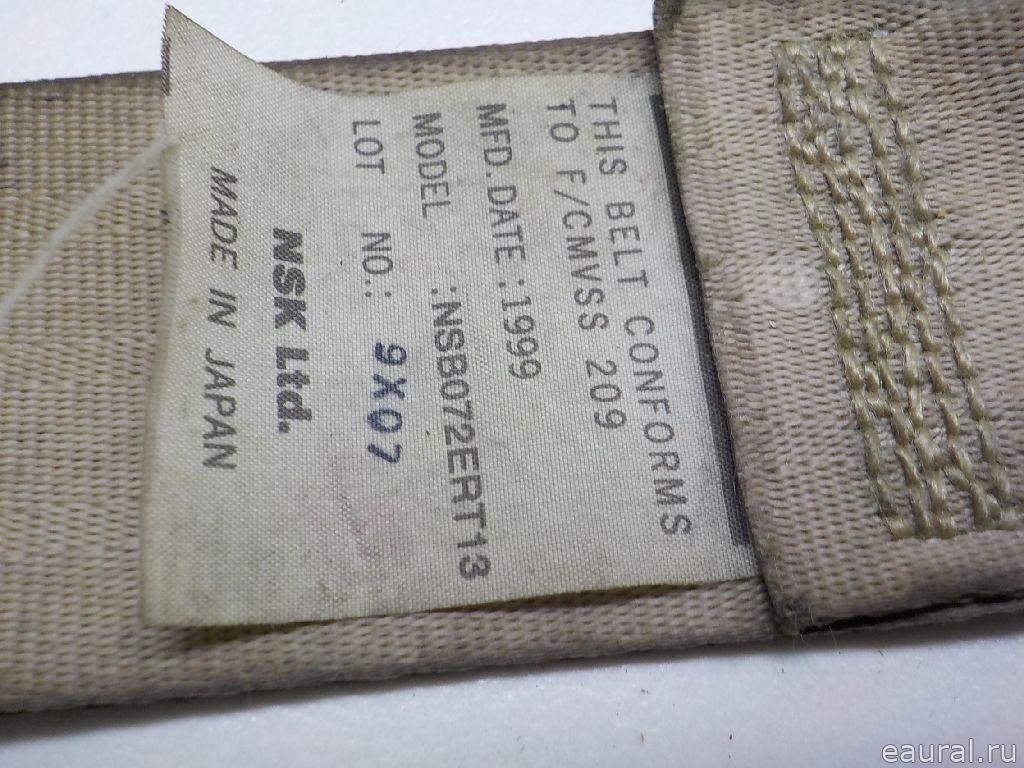 THIS BELT CONFORMS
TO F/CMVSS 209
MFD.DATE :1999
MODEL :NSB072ERT13
LOT NO.: 9X07
NSK Ltd.
MADE IN JAPAN
eaural.ru